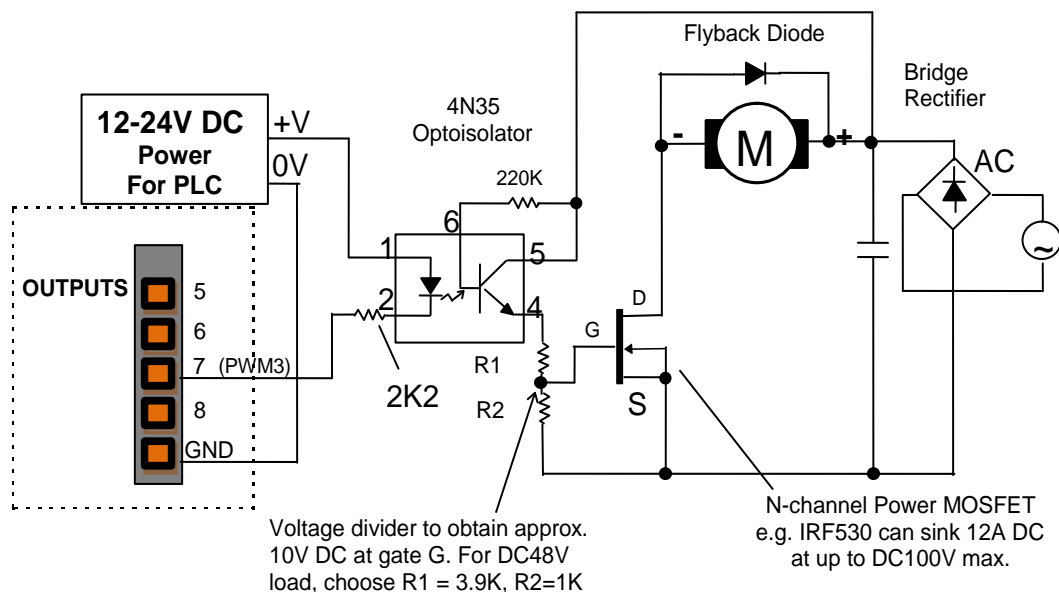 Flyback Diode
Bridge
Rectifier
4N35
Optoisolator
12-24V DC
Power
For PLC
+V
0V
- M +
AC
220K
6
1
5
2
4
~
OUTPUTS
5
6
7 (PWM3)
8
GND
2K2
R1
R2
D
G
S
Voltage divider to obtain approx.
10V DC at gate G. For DC48V
load, choose R1 = 3.9K, R2=1K
N-channel Power MOSFET
e.g. IRF530 can sink 12A DC
at up to DC100V max.